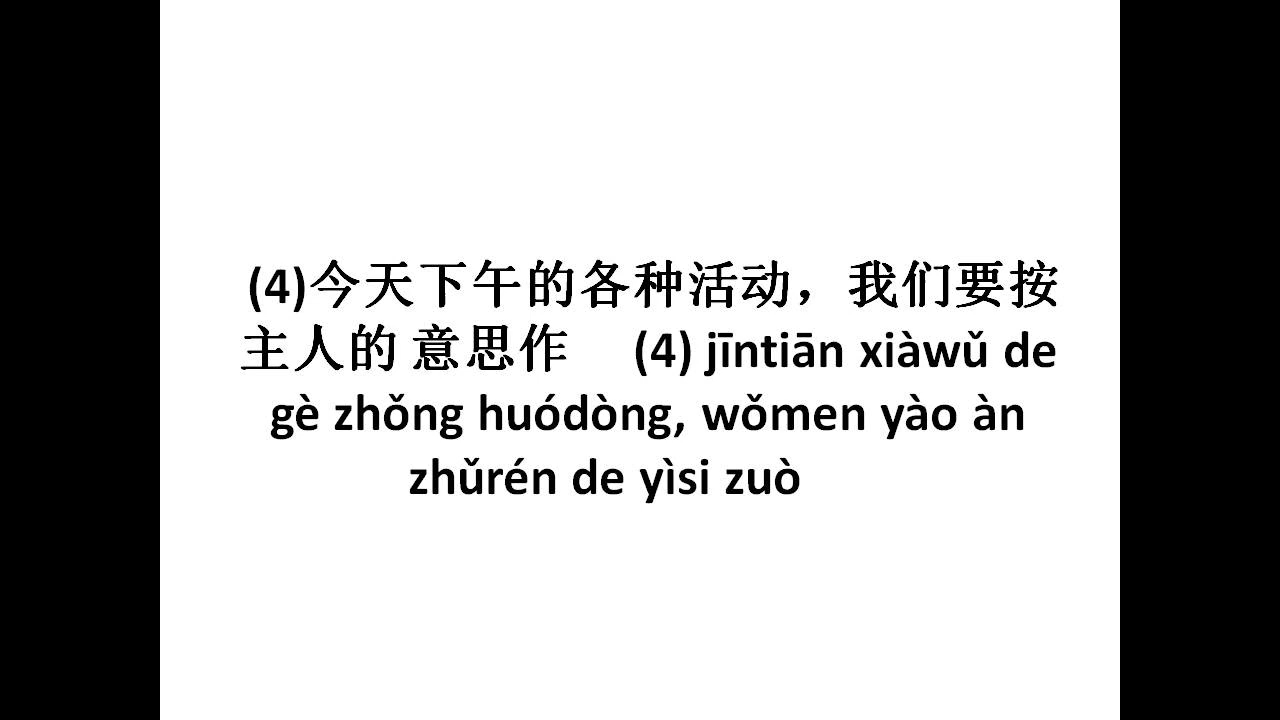 (4)今天下午的各种活动，我们要按
主人的 意思作 (4) jīntiān xiàwǔ de
gè zhǒng huódòng, wǒmen yào àn
zhǔrén de yìsi zuò